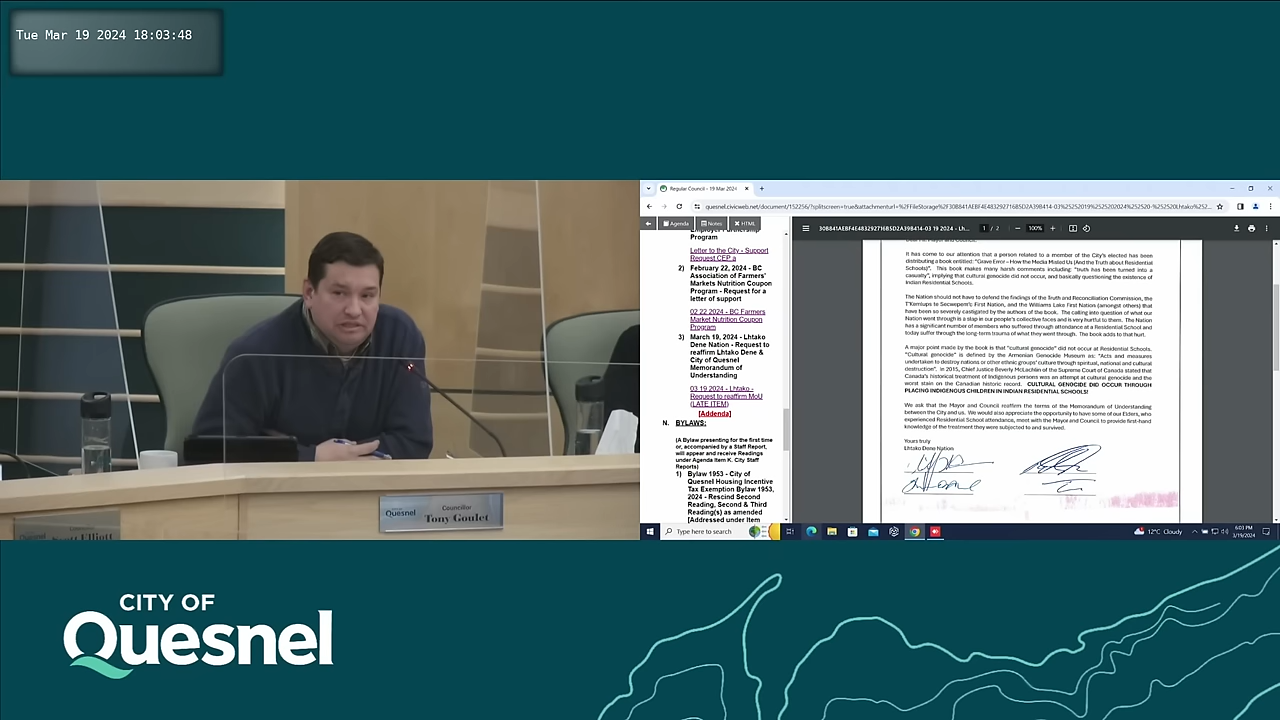 Tue Mar 19 2024 18:03:48
Regular Council - 19 Mar 2024
Agenda
Notes
HTML
Employer Partnership
Program
Letter to the City - Support
Request CEP a
2) February 22, 2024 - BC
Association of Farmers'
Markets Nutrition Coupon
Program - Request for a
letter of support
02 22 2024 - BC Farmers
Market Nutrition Coupon
Program
3) March 19, 2024 - Lhtako
Dene Nation - Request to
reaffirm Lhtako Dene &
City of Quesnel
Memorandum of
Understanding
03 19 2024 - Lhtako -
Request to reaffirm MoU
(LATE ITEM)
[Addenda]
N. BYLAWS:
(A Bylaw presenting for the first time
or, accompanied by a Staff Report,
will appear and receive Readings
under Agenda Item K. City Staff
Reports)
1) Bylaw 1953 - City of
Quesnel Housing Incentive
Tax Exemption Bylaw 1953,
2024 - Rescind Second
Reading, Second & Third
Reading(s) as amended
[Addressed under Item
1 / 2
100%
It has come to our attention that a person related to a member of the City's elected has been
distributing a book entitled: "Grave Error – How the Media Misled Us (And the Truth about Residential
Schools)". This book makes many harsh comments including: "truth has been turned into a
casualty", implying that cultural genocide did not occur, and basically questioning the existence of
Indian Residential Schools.
The Nation should not have to defend the findings of the Truth and Reconciliation Commission, the
T'Kemlups te Secwepemc's First Nation, and the Williams Lake First Nation (amongst others) that
have been so severely castigated by the authors of the book. The calling into question of what our
Nation went through is a slap in our people's collective faces and is very hurtful to them. The Nation
has a significant number of members who suffered through attendance at a Residential School and
today suffer through the long-term trauma of what they went through. The book adds to that hurt.
A major point made by the book is that "cultural genocide" did not occur at Residential Schools.
"Cultural genocide" is defined by the Armenian Genocide Museum as: "Acts and measures
undertaken to destroy nations or other ethnic groups' culture through spiritual, national and cultural
destruction". In 2015, Chief Justice Beverly McLachlin of the Supreme Court of Canada stated that
Canada's historical treatment of Indigenous persons was an attempt at cultural genocide and the
worst stain on the Canadian historic record. CULTURAL GENOCIDE DID OCCUR THROUGH
PLACING INDIGENOUS CHILDREN IN INDIAN RESIDENTIAL SCHOOLS!
We ask that the Mayor and Council reaffirm the terms of the Memorandum of Understanding
between the City and us. We would also appreciate the opportunity to have some of our Elders, who
experienced Residential School attendance, meet with the Mayor and Council to provide first-hand
knowledge of the treatment they were subjected to and survived.
Yours truly
Lhtako Dene Nation
Quesnel
Councillor
Tony Goulet
Type here to search
12°C Cloudy
6:03 PM
3/19/2024
CITY OF
Quesnel